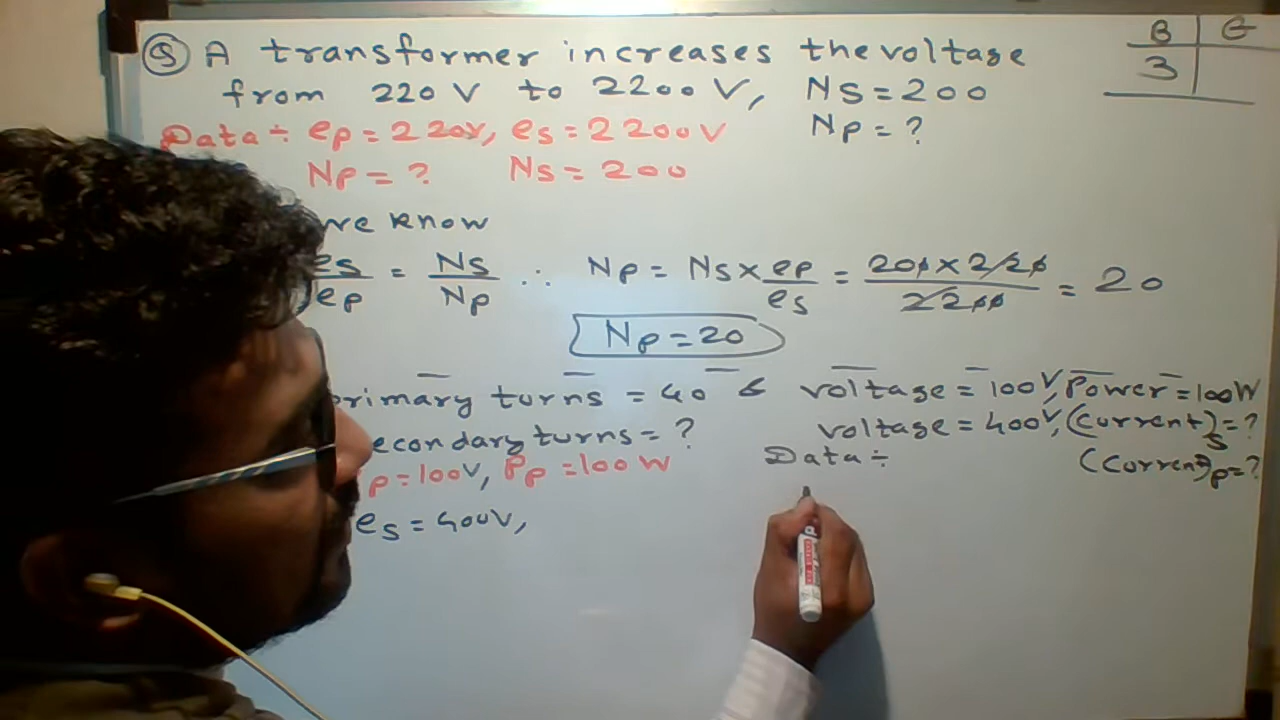 Q A transformer increases the voltage
from 220 V to 2200 V, Ns = 200
Np = ?
B E
3
Data ÷ ep = 220V, es = 2200V
Np = ? Ns = 200
we know
es/ep = Ns/Np ∴ Np = Ns × ep/es = 200 × 220/2200 = 20
Np = 20
primary turns = 40 & voltage = 100V, Power = 100W
econdary turns = ? voltage = 400V, (Current)s = ?
p = 100V, Pp = 100 W Data ÷ (Current)p = ?
es = 400V,